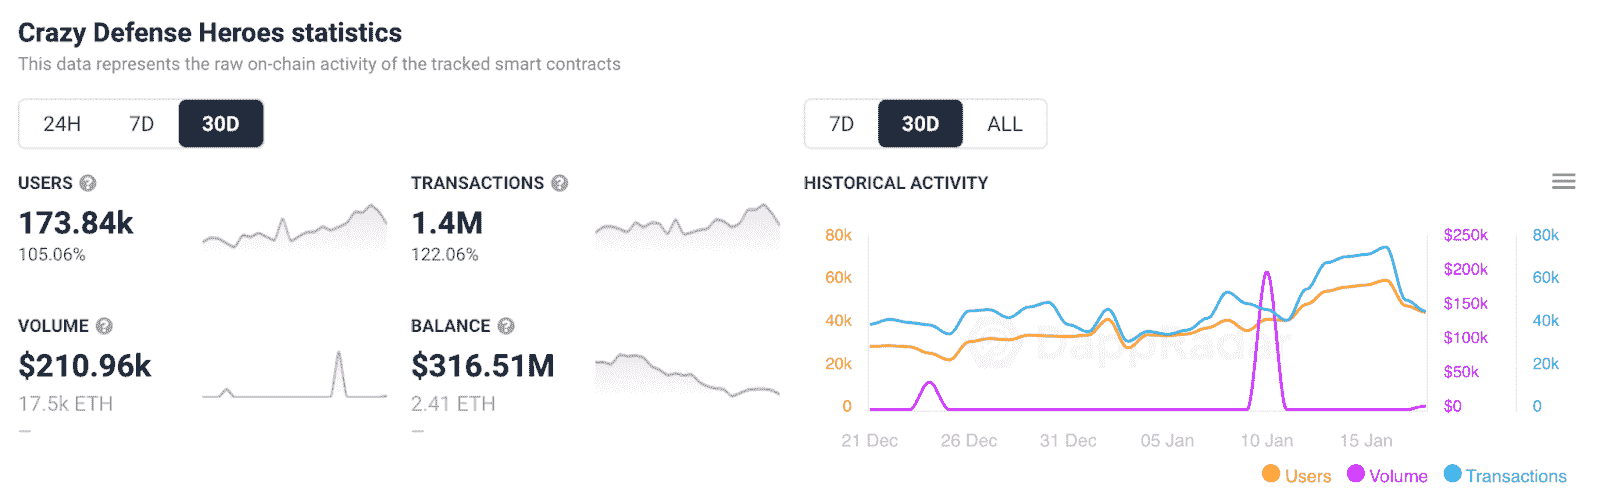 Crazy Defense Heroes statistics
This data represents the raw on-chain activity of the tracked smart contracts
24H 7D 30D
7D 30D ALL
USERS ?
173.84k
105.06%
TRANSACTIONS ?
1.4M
122.06%
VOLUME ?
$210.96k
17.5k ETH
–
BALANCE ?
$316.51M
2.41 ETH
–
HISTORICAL ACTIVITY
80k
60k
40k
20k
0
$250k
$200k
$150k
$100k
$50k
$0
80k
60k
40k
20k
0
DappRadar
21 Dec 26 Dec 31 Dec 05 Jan 10 Jan 15 Jan
Users Volume Transactions